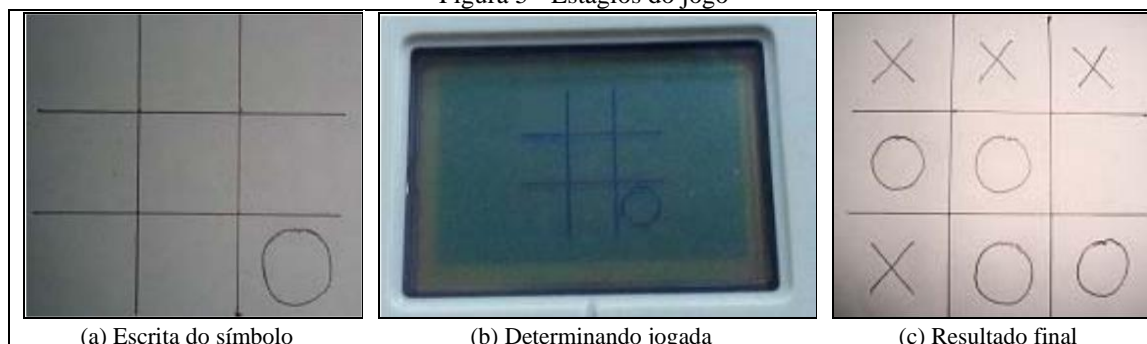 Figura 5 - Estágios do jogo
X X X
O O
X O O
O
(a) Escrita do símbolo
(b) Determinando jogada
(c) Resultado final